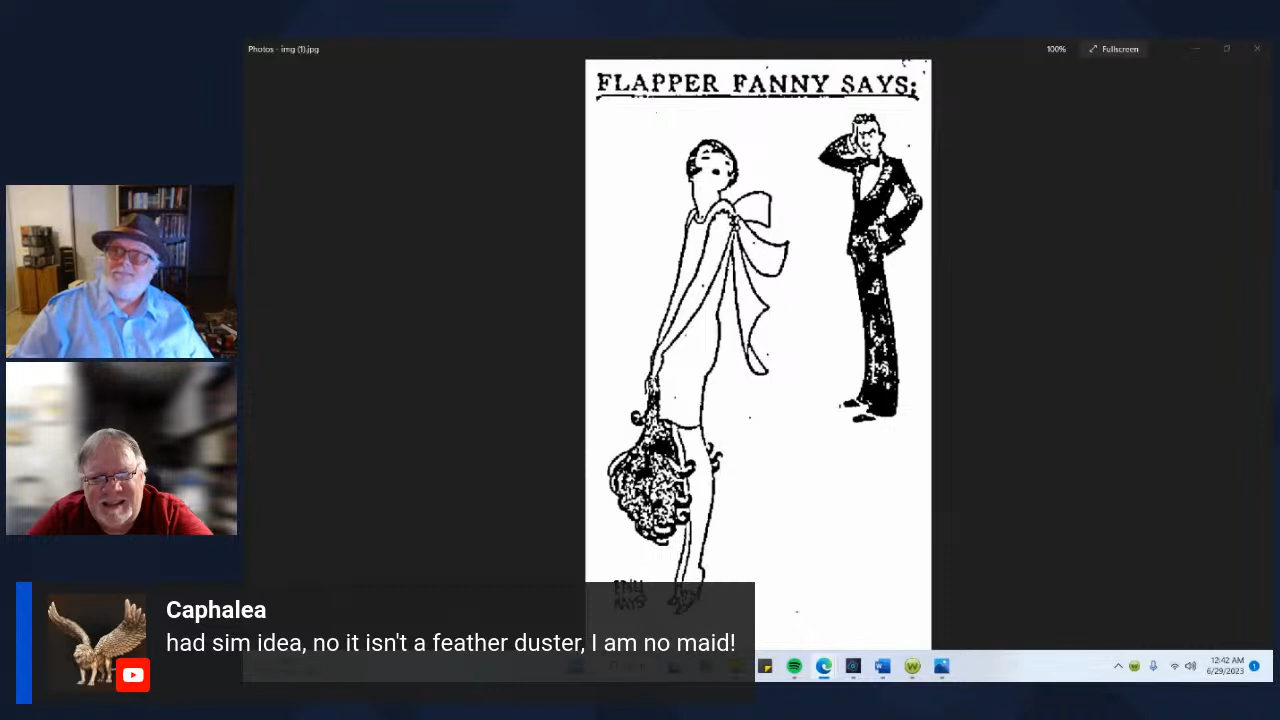 Photos - img (1).jpg
100%
Fullscreen
FLAPPER FANNY SAYS:
Caphalea
had sim idea, no it isn't a feather duster, I am no maid!
12:42 AM
6/29/2023